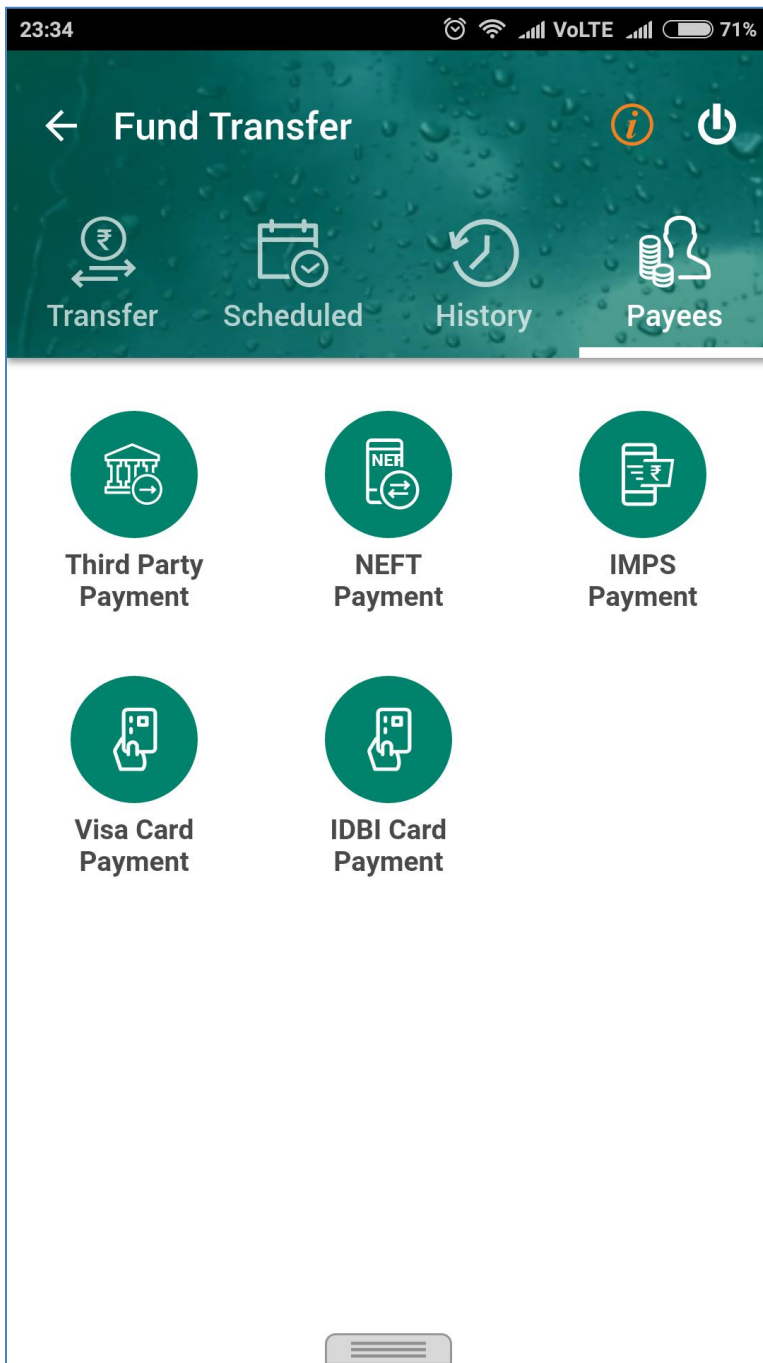 23:34 VoLTE 71%
Fund Transfer i
₹
Transfer Scheduled History Payees
NEF ₹
Third Party NEFT IMPS
Payment Payment Payment
Visa Card IDBI Card
Payment Payment